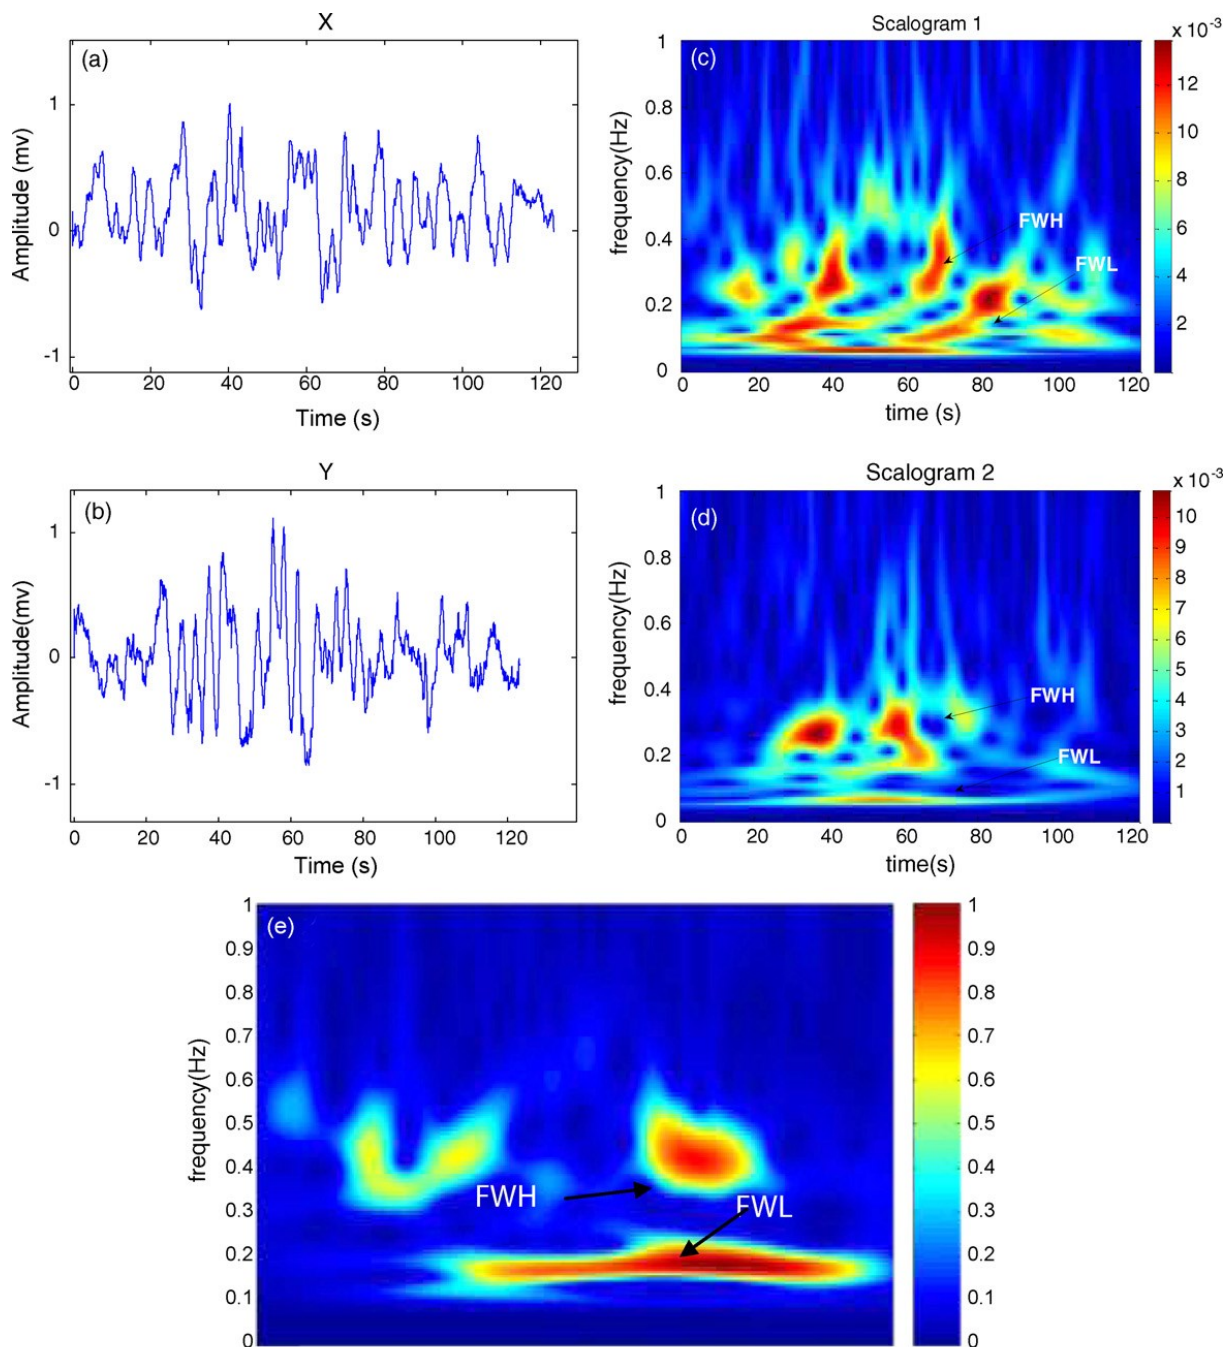 X
(a)
1
0
-1
Amplitude (mv)
0 20 40 60 80 100 120
Time (s)
Scalogram 1
x 10-3
(c)
1
0.8
0.6
0.4
0.2
0
frequency(Hz)
FWH
FWL
0 20 40 60 80 100 120
time (s)
12
10
8
6
4
2
Y
(b)
1
0
-1
Amplitude(mv)
0 20 40 60 80 100 120
Time (s)
Scalogram 2
x 10-3
(d)
1
0.8
0.6
0.4
0.2
0
frequency(Hz)
FWH
FWL
0 20 40 60 80 100 120
time(s)
10
9
8
7
6
5
4
3
2
1
(e)
1
0.9
0.8
0.7
0.6
0.5
0.4
0.3
0.2
0.1
0
frequency(Hz)
FWH
FWL
1
0.9
0.8
0.7
0.6
0.5
0.4
0.3
0.2
0.1
0